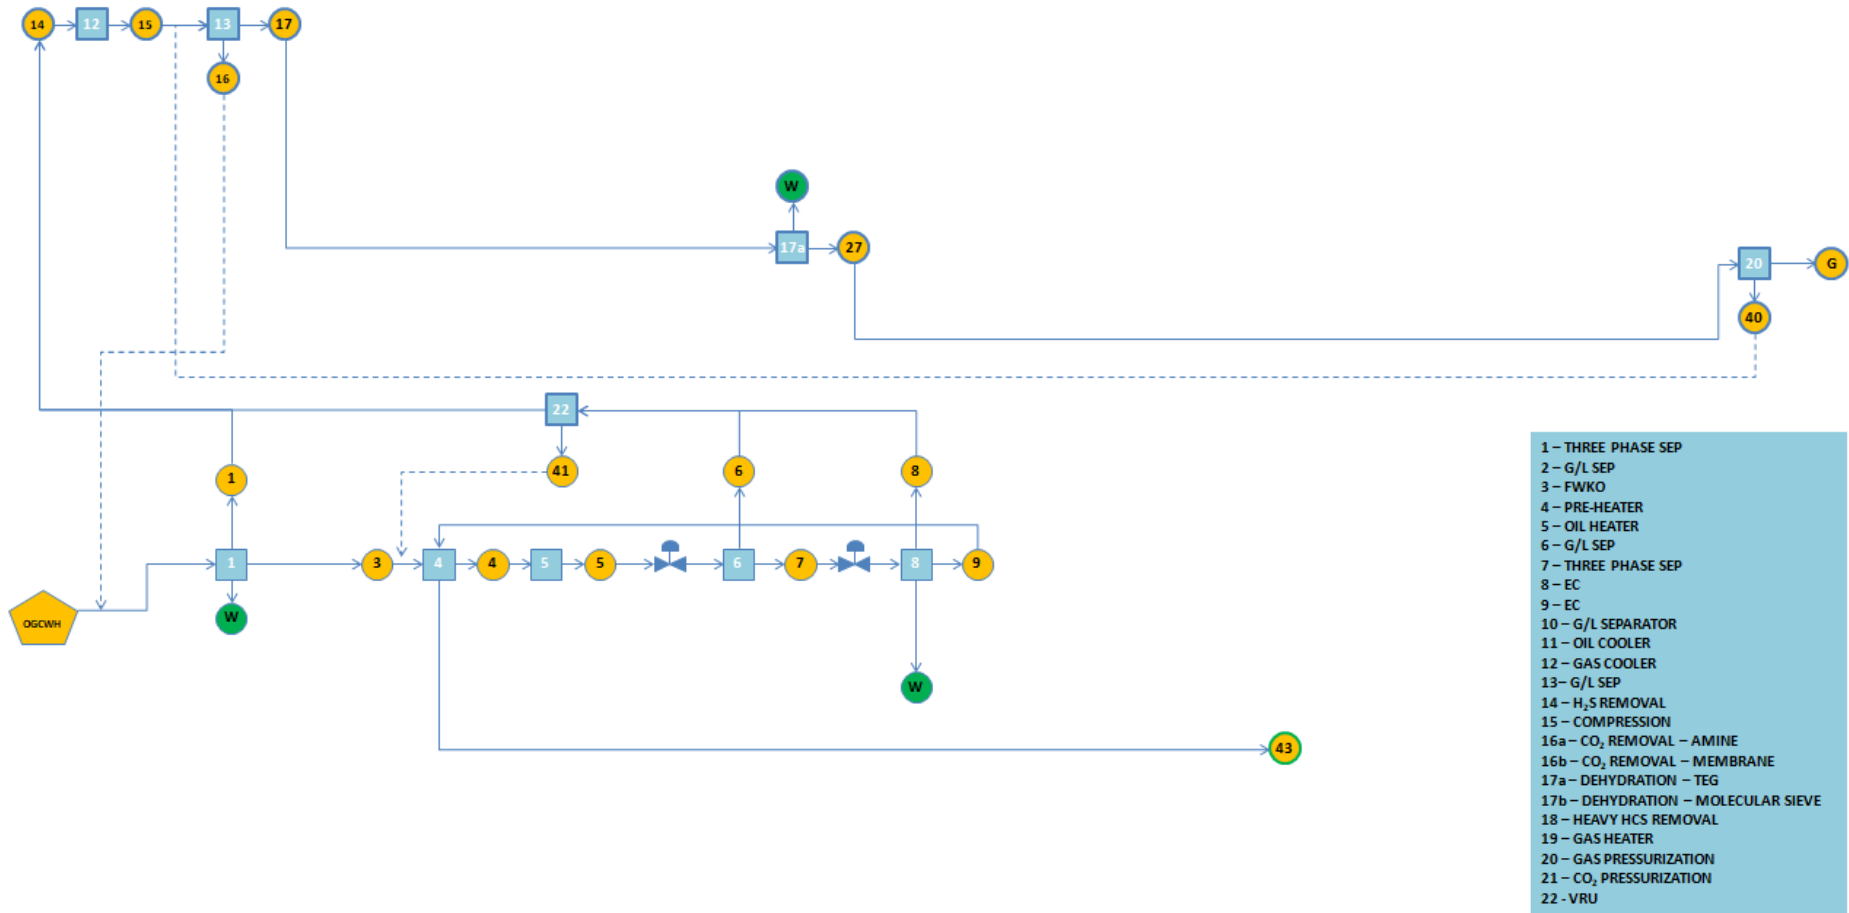 14
12
15
13
17
16
W
17a
27
20
G
40
22
1
41
6
8
1
3
4
4
5
5
6
7
8
9
OGCWH
W
W
43
1 – THREE PHASE SEP
2 – G/L SEP
3 – FWKO
4 – PRE-HEATER
5 – OIL HEATER
6 – G/L SEP
7 – THREE PHASE SEP
8 – EC
9 – EC
10 – G/L SEPARATOR
11 – OIL COOLER
12 – GAS COOLER
13– G/L SEP
14 – H₂S REMOVAL
15 – COMPRESSION
16a – CO₂ REMOVAL – AMINE
16b – CO₂ REMOVAL – MEMBRANE
17a – DEHYDRATION – TEG
17b – DEHYDRATION – MOLECULAR SIEVE
18 – HEAVY HCS REMOVAL
19 – GAS HEATER
20 – GAS PRESSURIZATION
21 – CO₂ PRESSURIZATION
22 - VRU